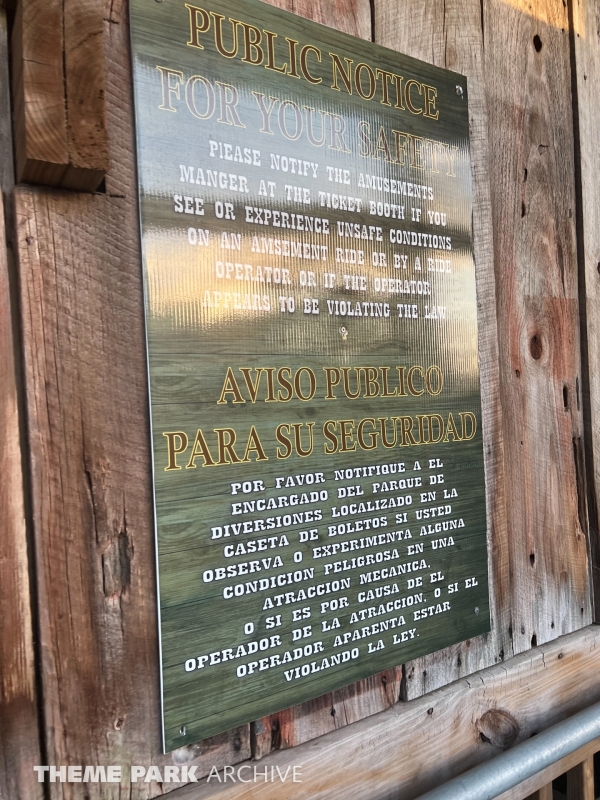 PUBLIC NOTICE
FOR YOUR SAFETY
PlEASE NOTIFY THE AMUSEMENTS
MANGER AT THE TICKET BOOTH IF YOU
SEE OR EXPERIENCE UNSAFE CONDITIONS
ON AN AMSEMENT RIDE OR BY A RIDE
OPERATOR OR IF THE OPERATOR
APPEARS TO BE VIOLATING THE LAW
AVISO PUBLICO
PARA SU SEGURIDAD
POR FAVOR NOTIFIQUE A EL
ENCARGADO DEL PARQUE DE
DIVERSIONES LOCALIZADO EN LA
CASETA DE BOLETOS SI USTED
OBSERVA O EXPERIMENTA ALGUNA
CONDICION PELIGROSA EN UNA
ATRACCION MECANICA,
O SI ES POR CAUSA DE EL
OPERADOR DE LA ATRACCION. O SI EL
OPERADOR APARENTA ESTAR
VIOLANDO LA LEY.
THEME PARK ARCHIVE